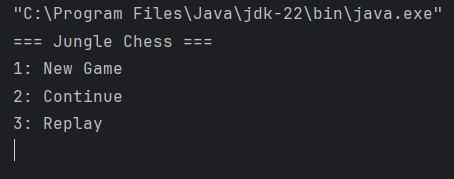 "C:\Program Files\Java\jdk-22\bin\java.exe"
=== Jungle Chess ===
1: New Game
2: Continue
3: Replay